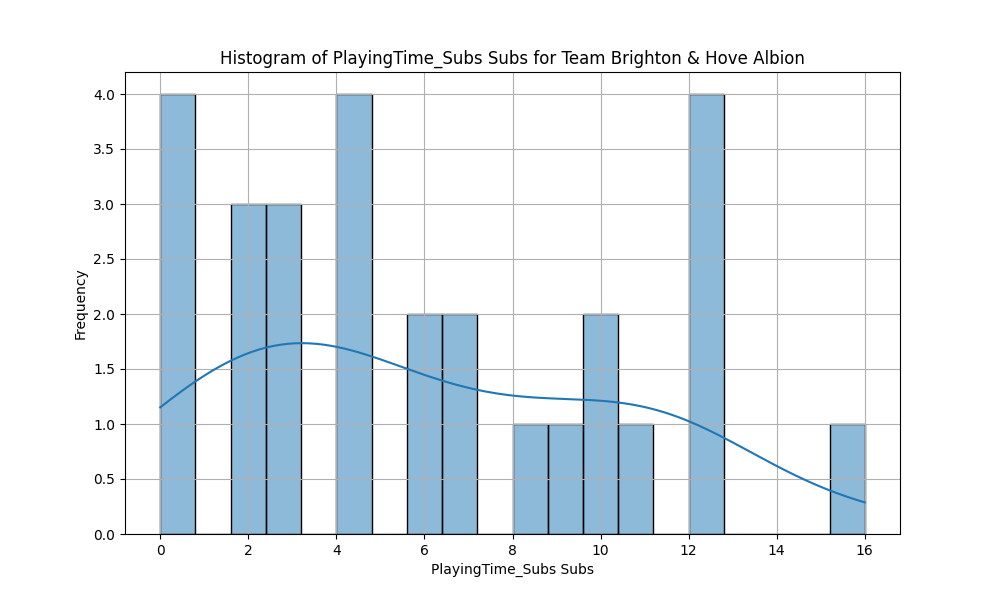 Histogram of PlayingTime_Subs Subs for Team Brighton & Hove Albion
4.0
3.5
3.0
2.5
2.0
1.5
1.0
0.5
0.0
Frequency
0 2 4 6 8 10 12 14 16
PlayingTime_Subs Subs